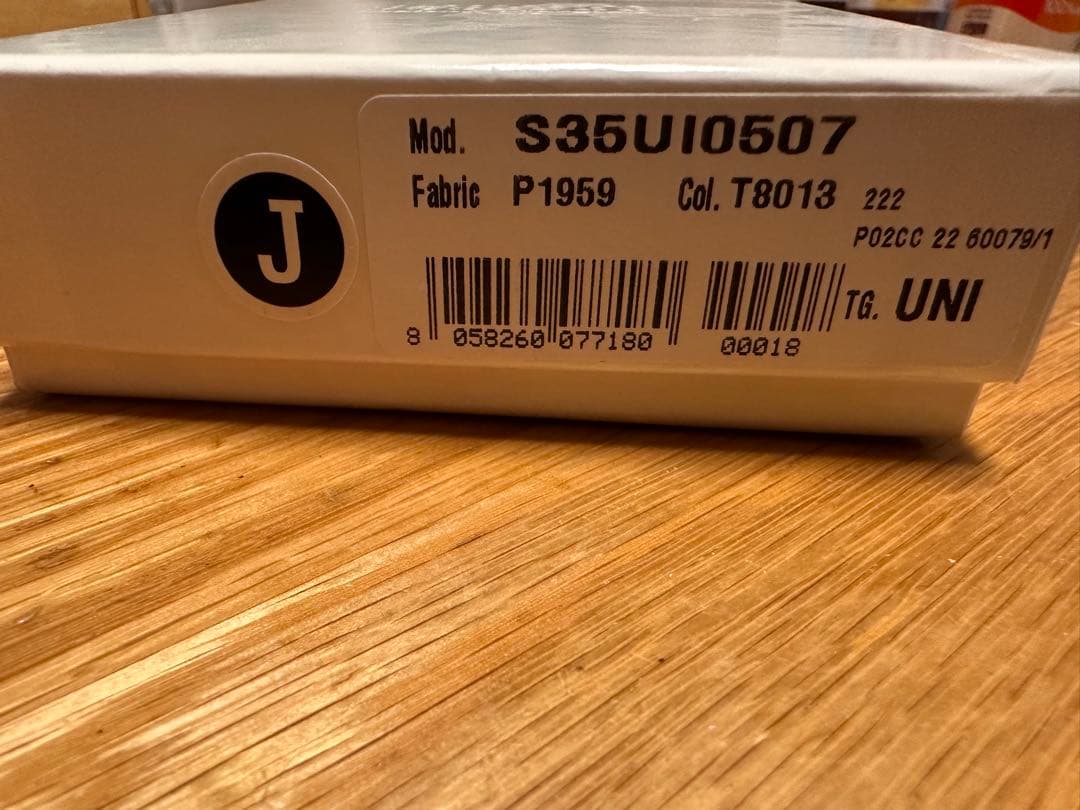 J
Mod. S35UI0507
Fabric P1959 Col. T8013 222
P02CC 22 60079/1
TG. UNI
8 058260 077180 00018